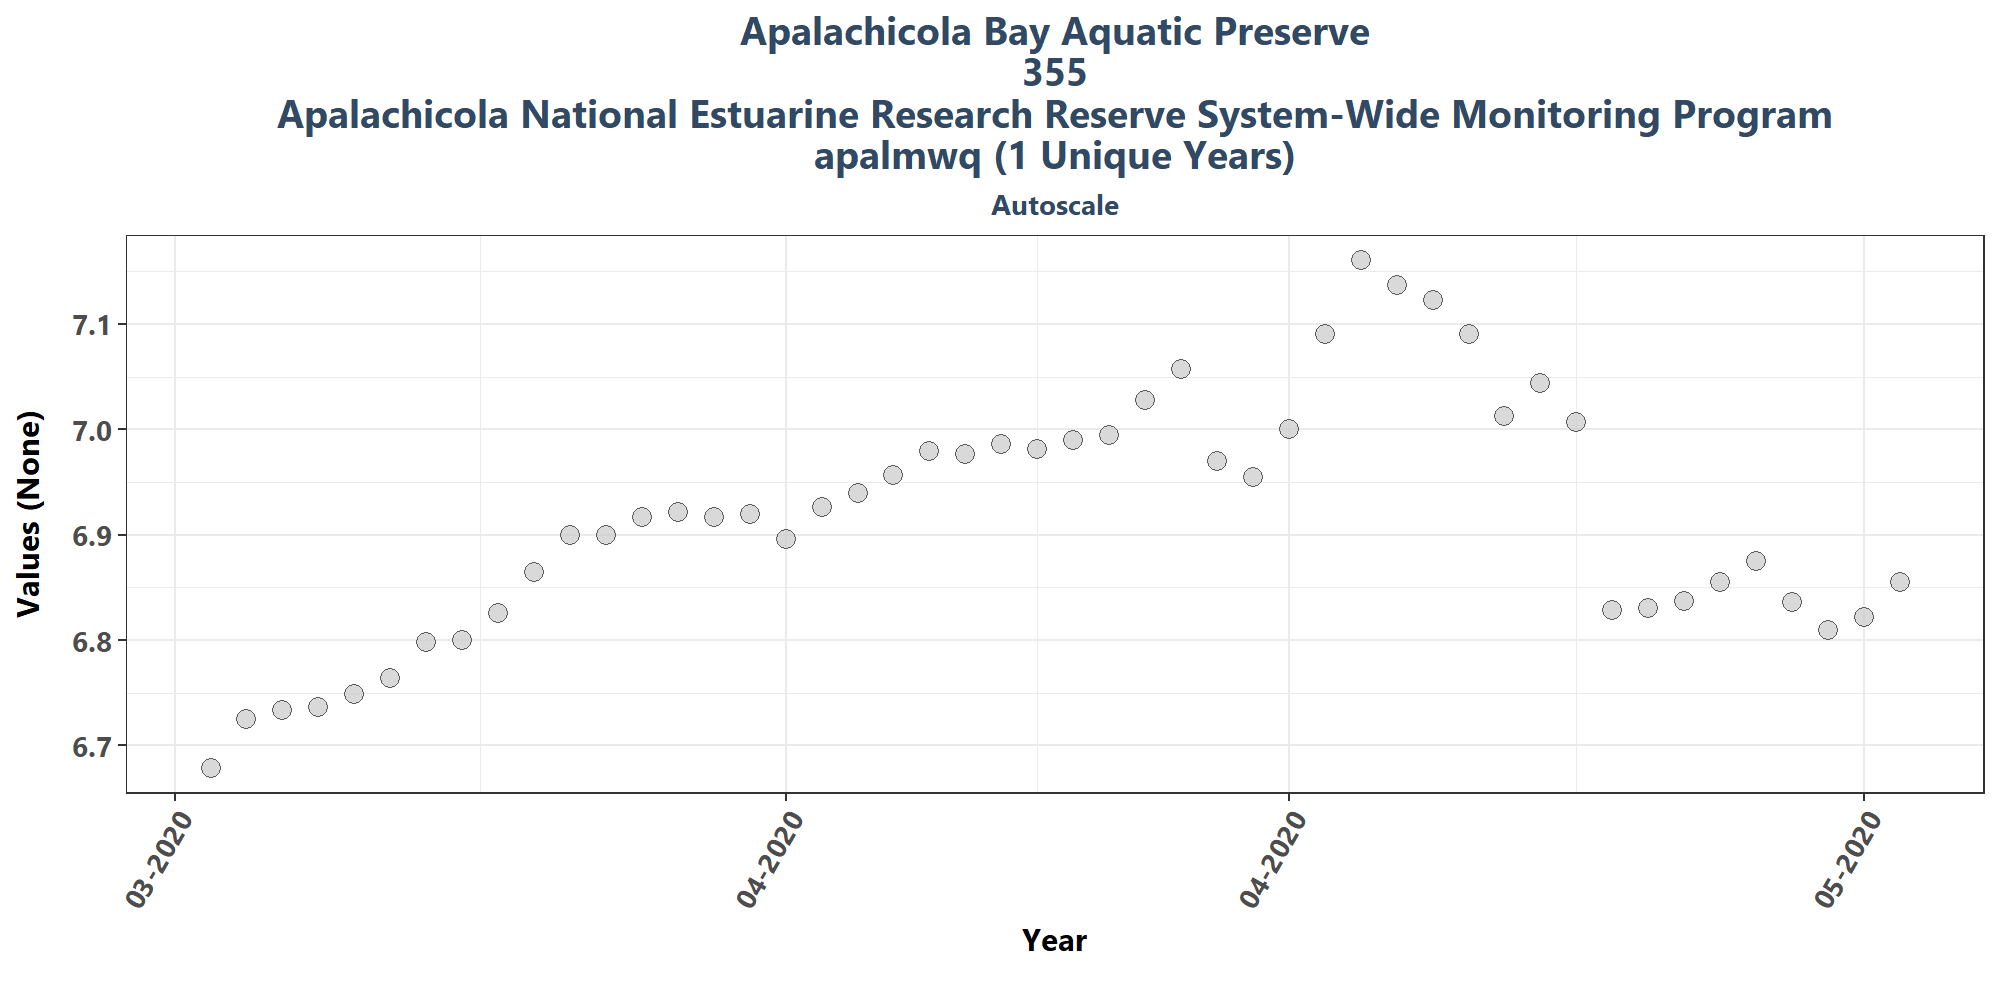 Apalachicola Bay Aquatic Preserve
355
Apalachicola National Estuarine Research Reserve System-Wide Monitoring Program
apalmwq (1 Unique Years)
Autoscale
Values (None)
7.1
7.0
6.9
6.8
6.7
03-2020
04-2020
04-2020
05-2020
Year